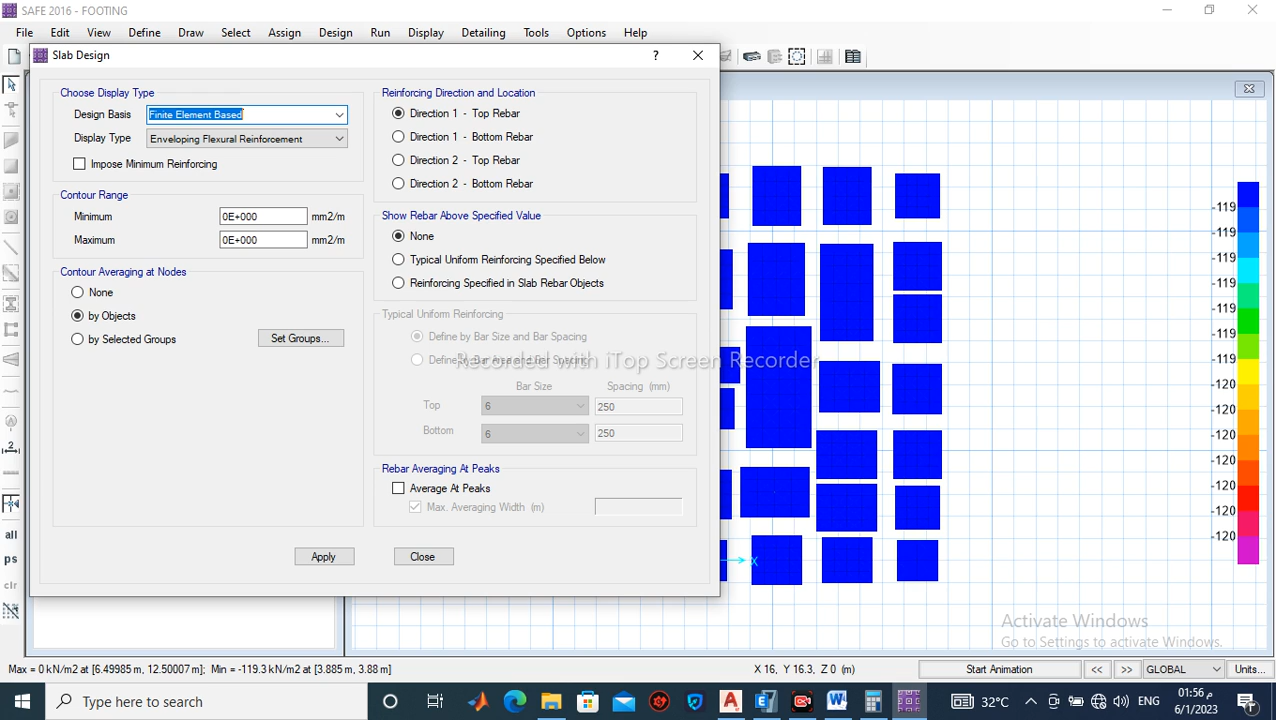 SAFE 2016 - FOOTING
File Edit View Define Draw Select Assign Design Run Display Detailing Tools Options Help
Slab Design
?
Choose Display Type
Design Basis Finite Element Based
Display Type Enveloping Flexural Reinforcement
Impose Minimum Reinforcing
Contour Range
Minimum 0E+000 mm2/m
Maximum 0E+000 mm2/m
Contour Averaging at Nodes
None
by Objects
by Selected Groups
Set Groups...
Reinforcing Direction and Location
Direction 1 - Top Rebar
Direction 1 - Bottom Rebar
Direction 2 - Top Rebar
Direction 2 - Bottom Rebar
Show Rebar Above Specified Value
None
Typical Uniform Reinforcing Specified Below
Reinforcing Specified in Slab Rebar Objects
Typical Uniform Reinforcing
Define by Bar Size and Bar Spacing
Define by Bar Area and Bar Spacing
Recorded with iTop Screen Recorder
Bar Size Spacing (mm)
Top 6 250
Bottom 6 250
Rebar Averaging At Peaks
Average At Peaks
Max. Averaging Width (m)
Apply Close
all
ps
clr
X
-119
-119
-119
-119
-119
-119
-119
-120
-120
-120
-120
-120
-120
Activate Windows
Go to Settings to activate Windows.
Max = 0 kN/m2 at [6.49985 m, 12.50007 m]; Min = -119.3 kN/m2 at [3.885 m, 3.88 m]
X 16, Y 16.3, Z 0 (m)
Start Animation << >> GLOBAL Units...
Type here to search
32°C
ENG
01:56 م
6/1/2023